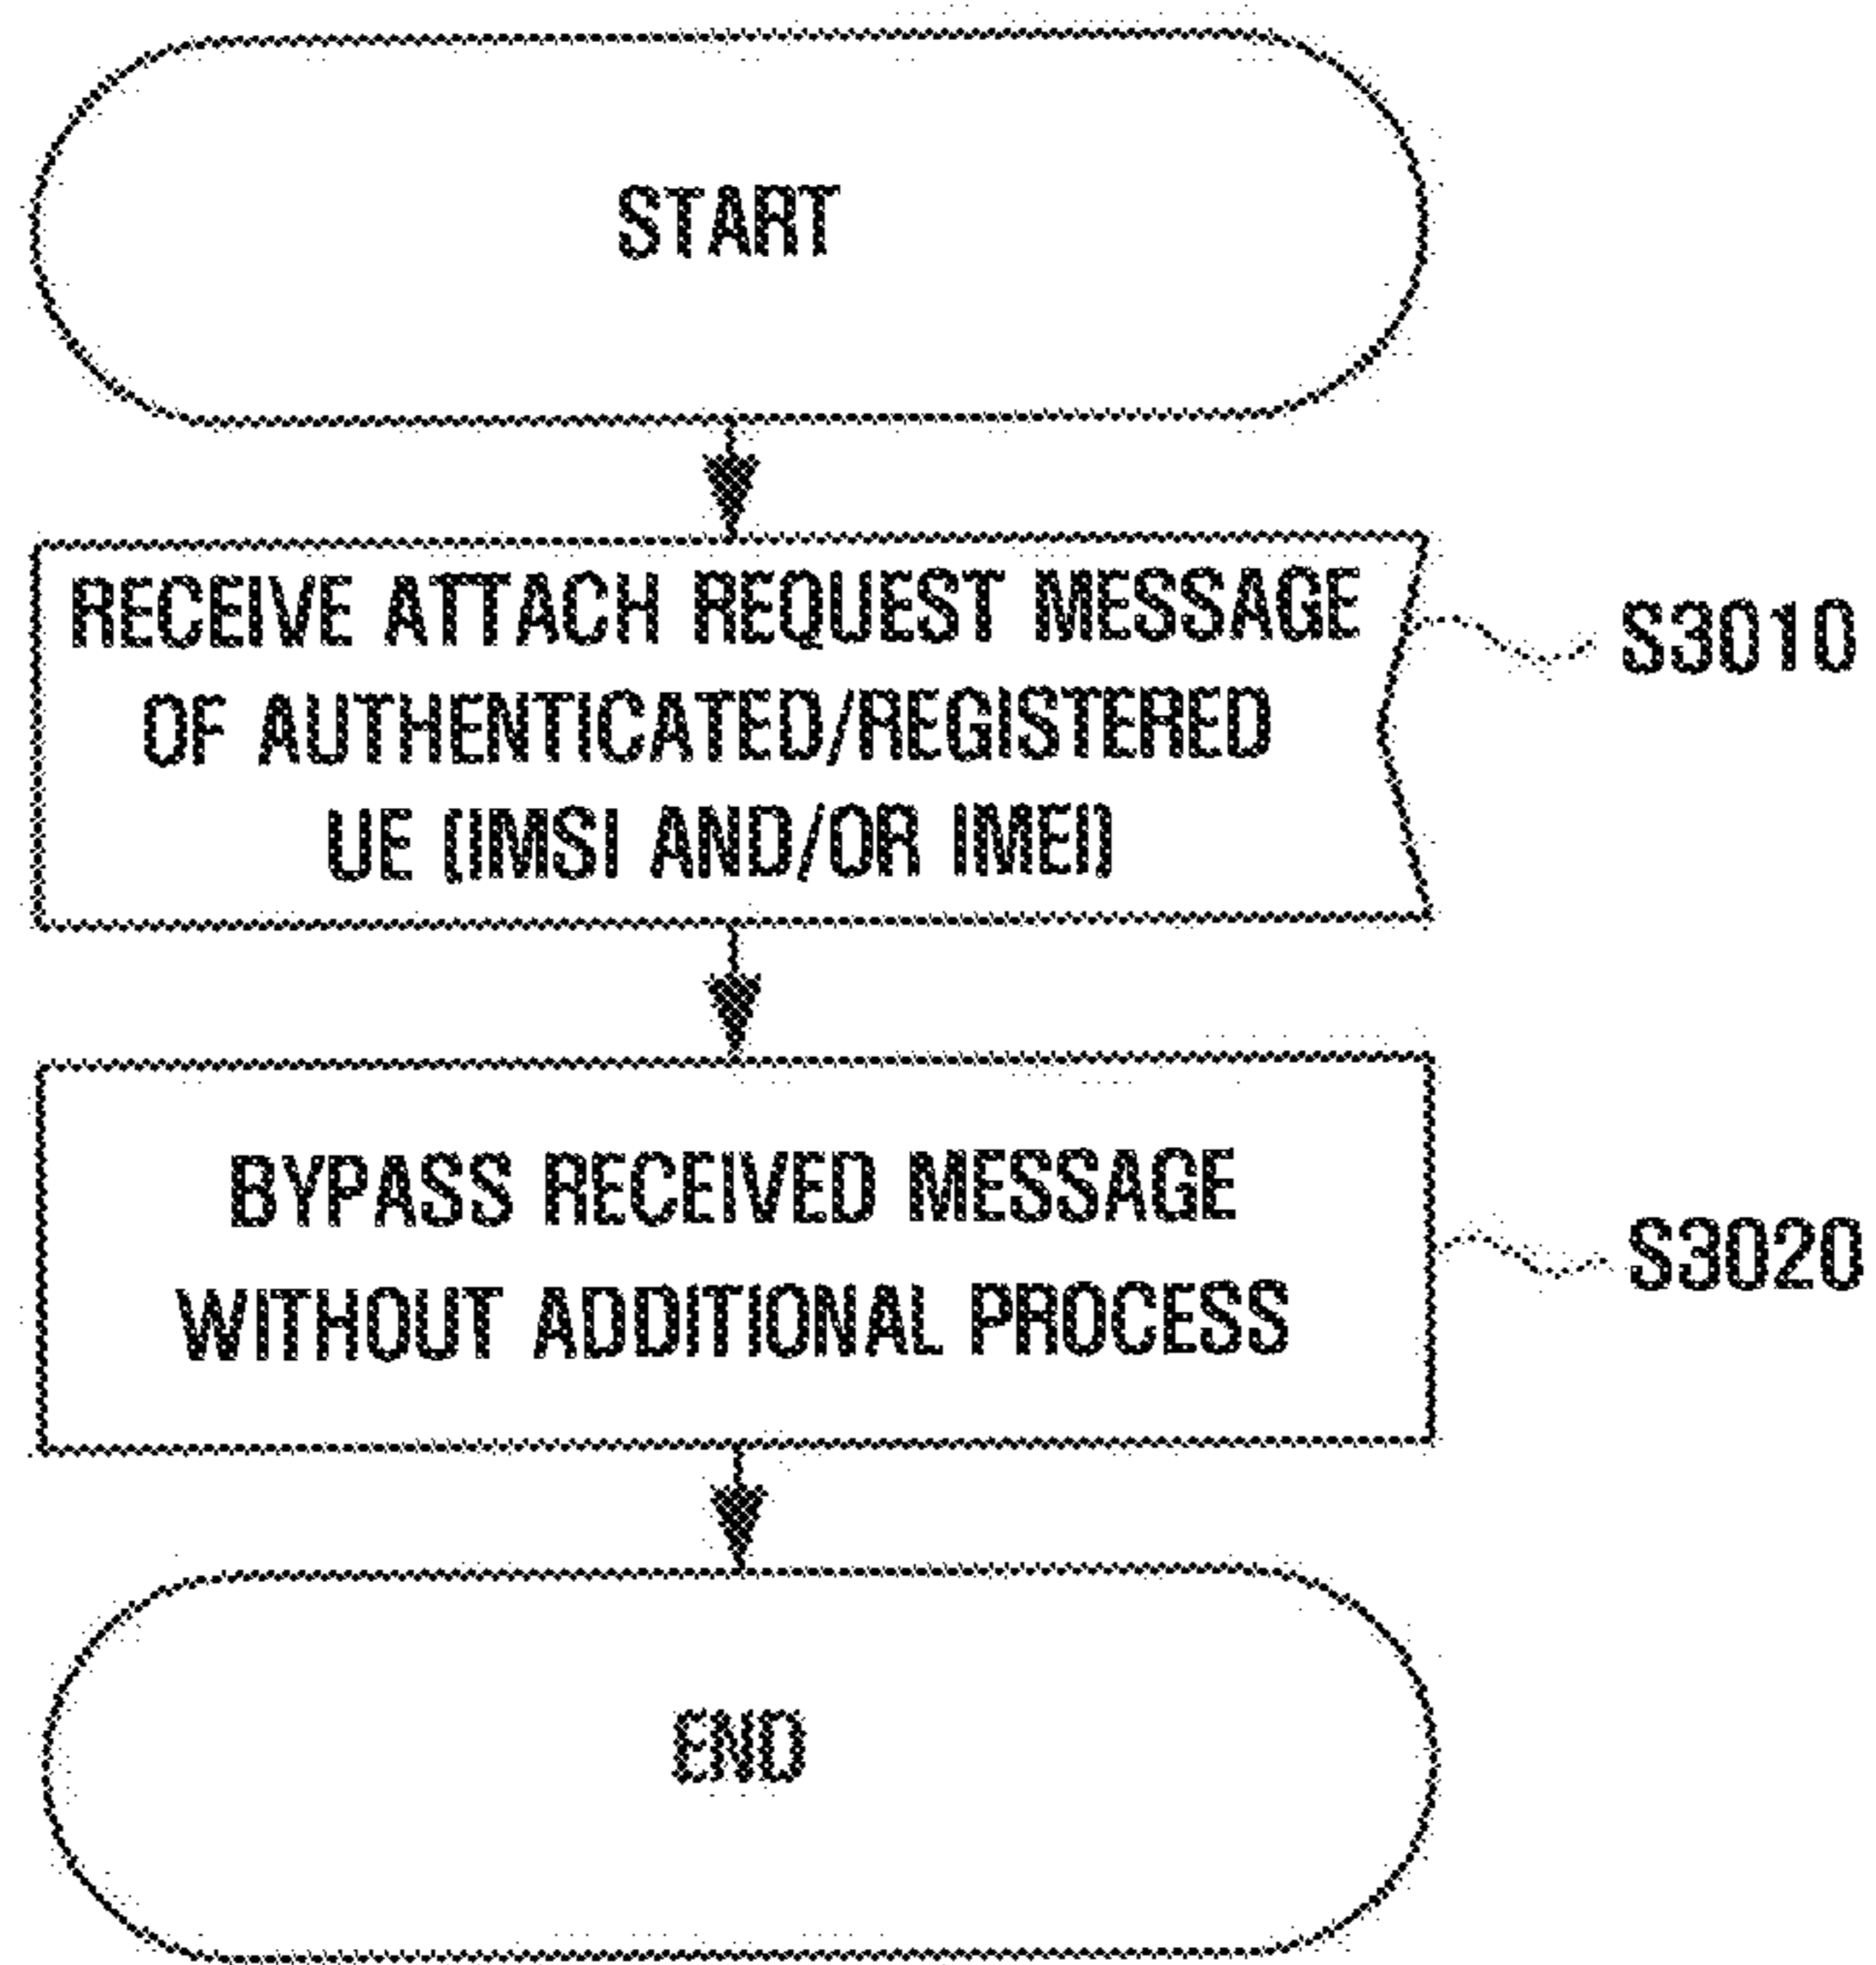 START
RECEIVE ATTACH REQUEST MESSAGE
OF AUTHENTICATED/REGISTERED
UE (IMSI AND/OR IMEI)
S3010
BYPASS RECEIVED MESSAGE
WITHOUT ADDITIONAL PROCESS
S3020
END